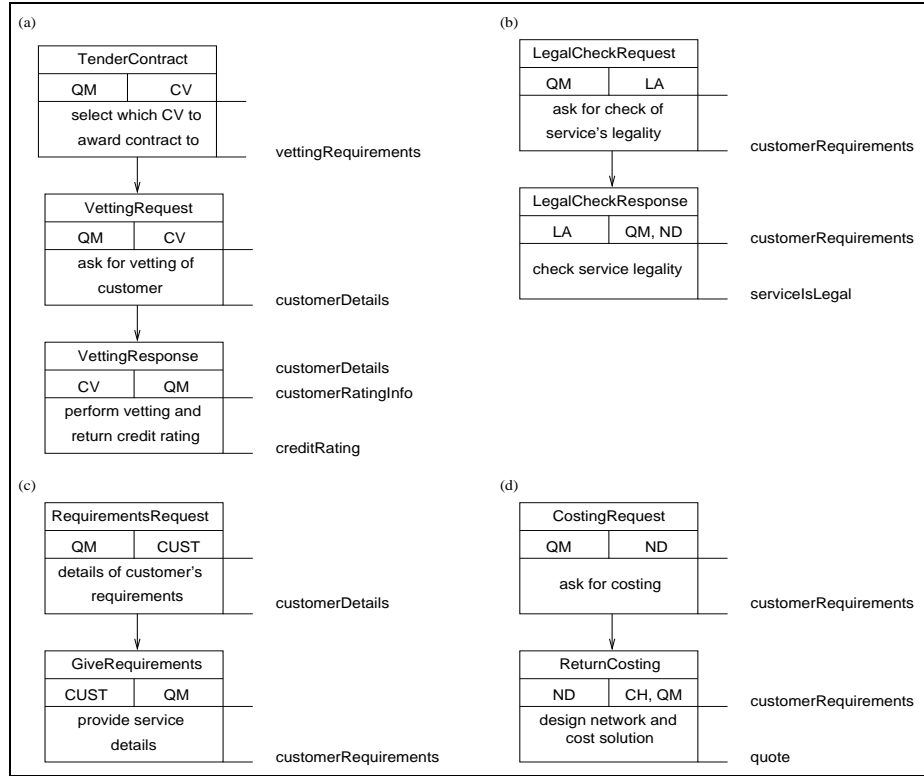 (a)
TenderContract
QM CV
select which CV to
award contract to
vettingRequirements
VettingRequest
QM CV
ask for vetting of
customer
customerDetails
VettingResponse
customerDetails
CV QM
customerRatingInfo
perform vetting and
return credit rating
creditRating
(b)
LegalCheckRequest
QM LA
ask for check of
service's legality
customerRequirements
LegalCheckResponse
LA QM, ND
customerRequirements
check service legality
serviceIsLegal
(c)
RequirementsRequest
QM CUST
details of customer's
requirements
customerDetails
GiveRequirements
CUST QM
provide service
details
customerRequirements
(d)
CostingRequest
QM ND
ask for costing
customerRequirements
ReturnCosting
ND CH, QM
customerRequirements
design network and
cost solution
quote